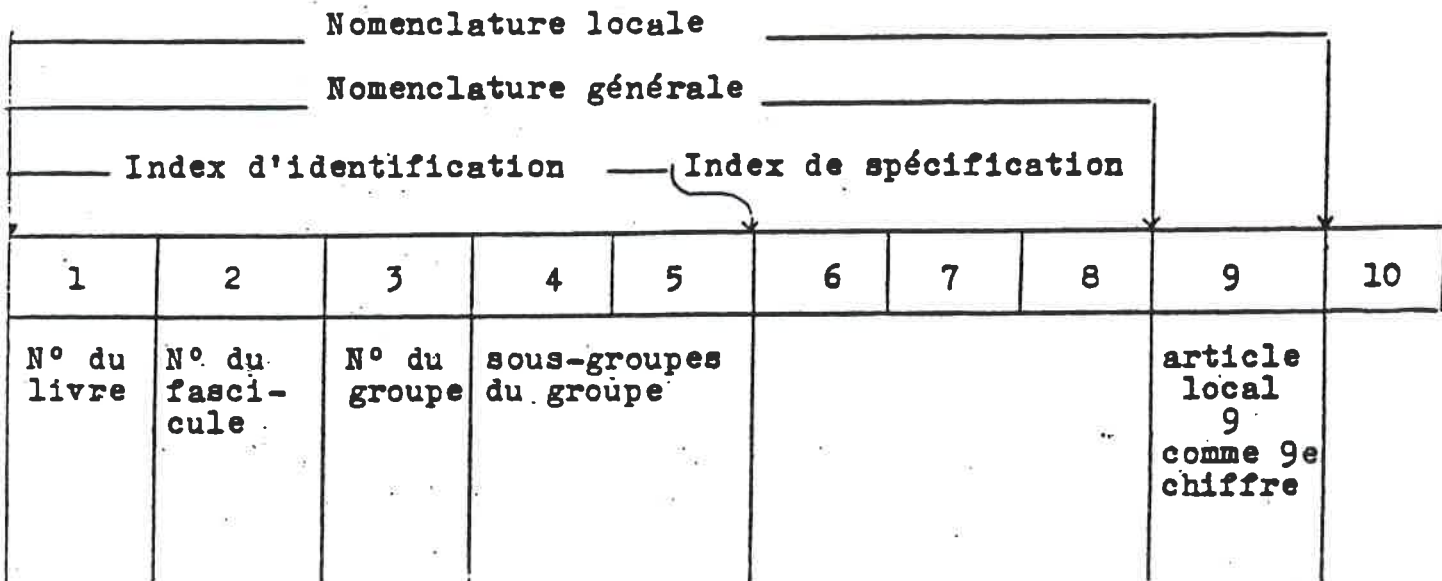 Nomenclature locale
Nomenclature générale
Index d'identification Index de spécification
1 2 3 4 5 6 7 8 9 10
N° du livre
N° du fasci-
cule
N° du groupe
sous-groupes
du groupe
article
local
9
comme 9e
chiffre